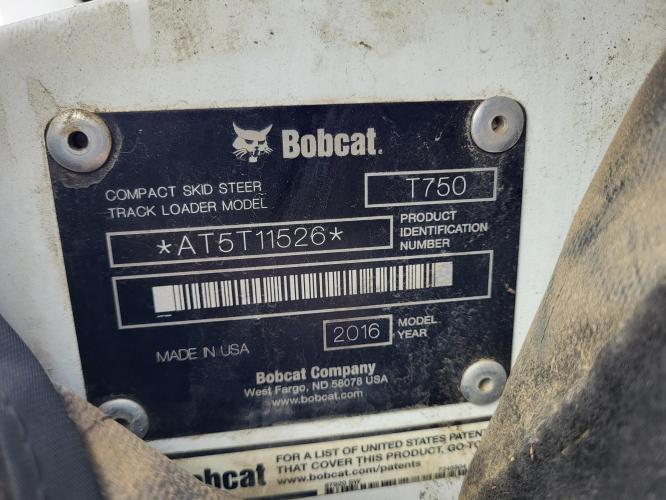 Bobcat.
COMPACT SKID STEER
TRACK LOADER MODEL
T750
*AT5T11526*
PRODUCT
IDENTIFICATION
NUMBER
MADE IN USA
2016
MODEL
YEAR
Bobcat Company
West Fargo, ND 58078 USA
www.bobcat.com
FOR A LIST OF UNITED STATES PATEN
THAT COVER THIS PRODUCT, GO TO
bcat
www.bobcat.com/patents